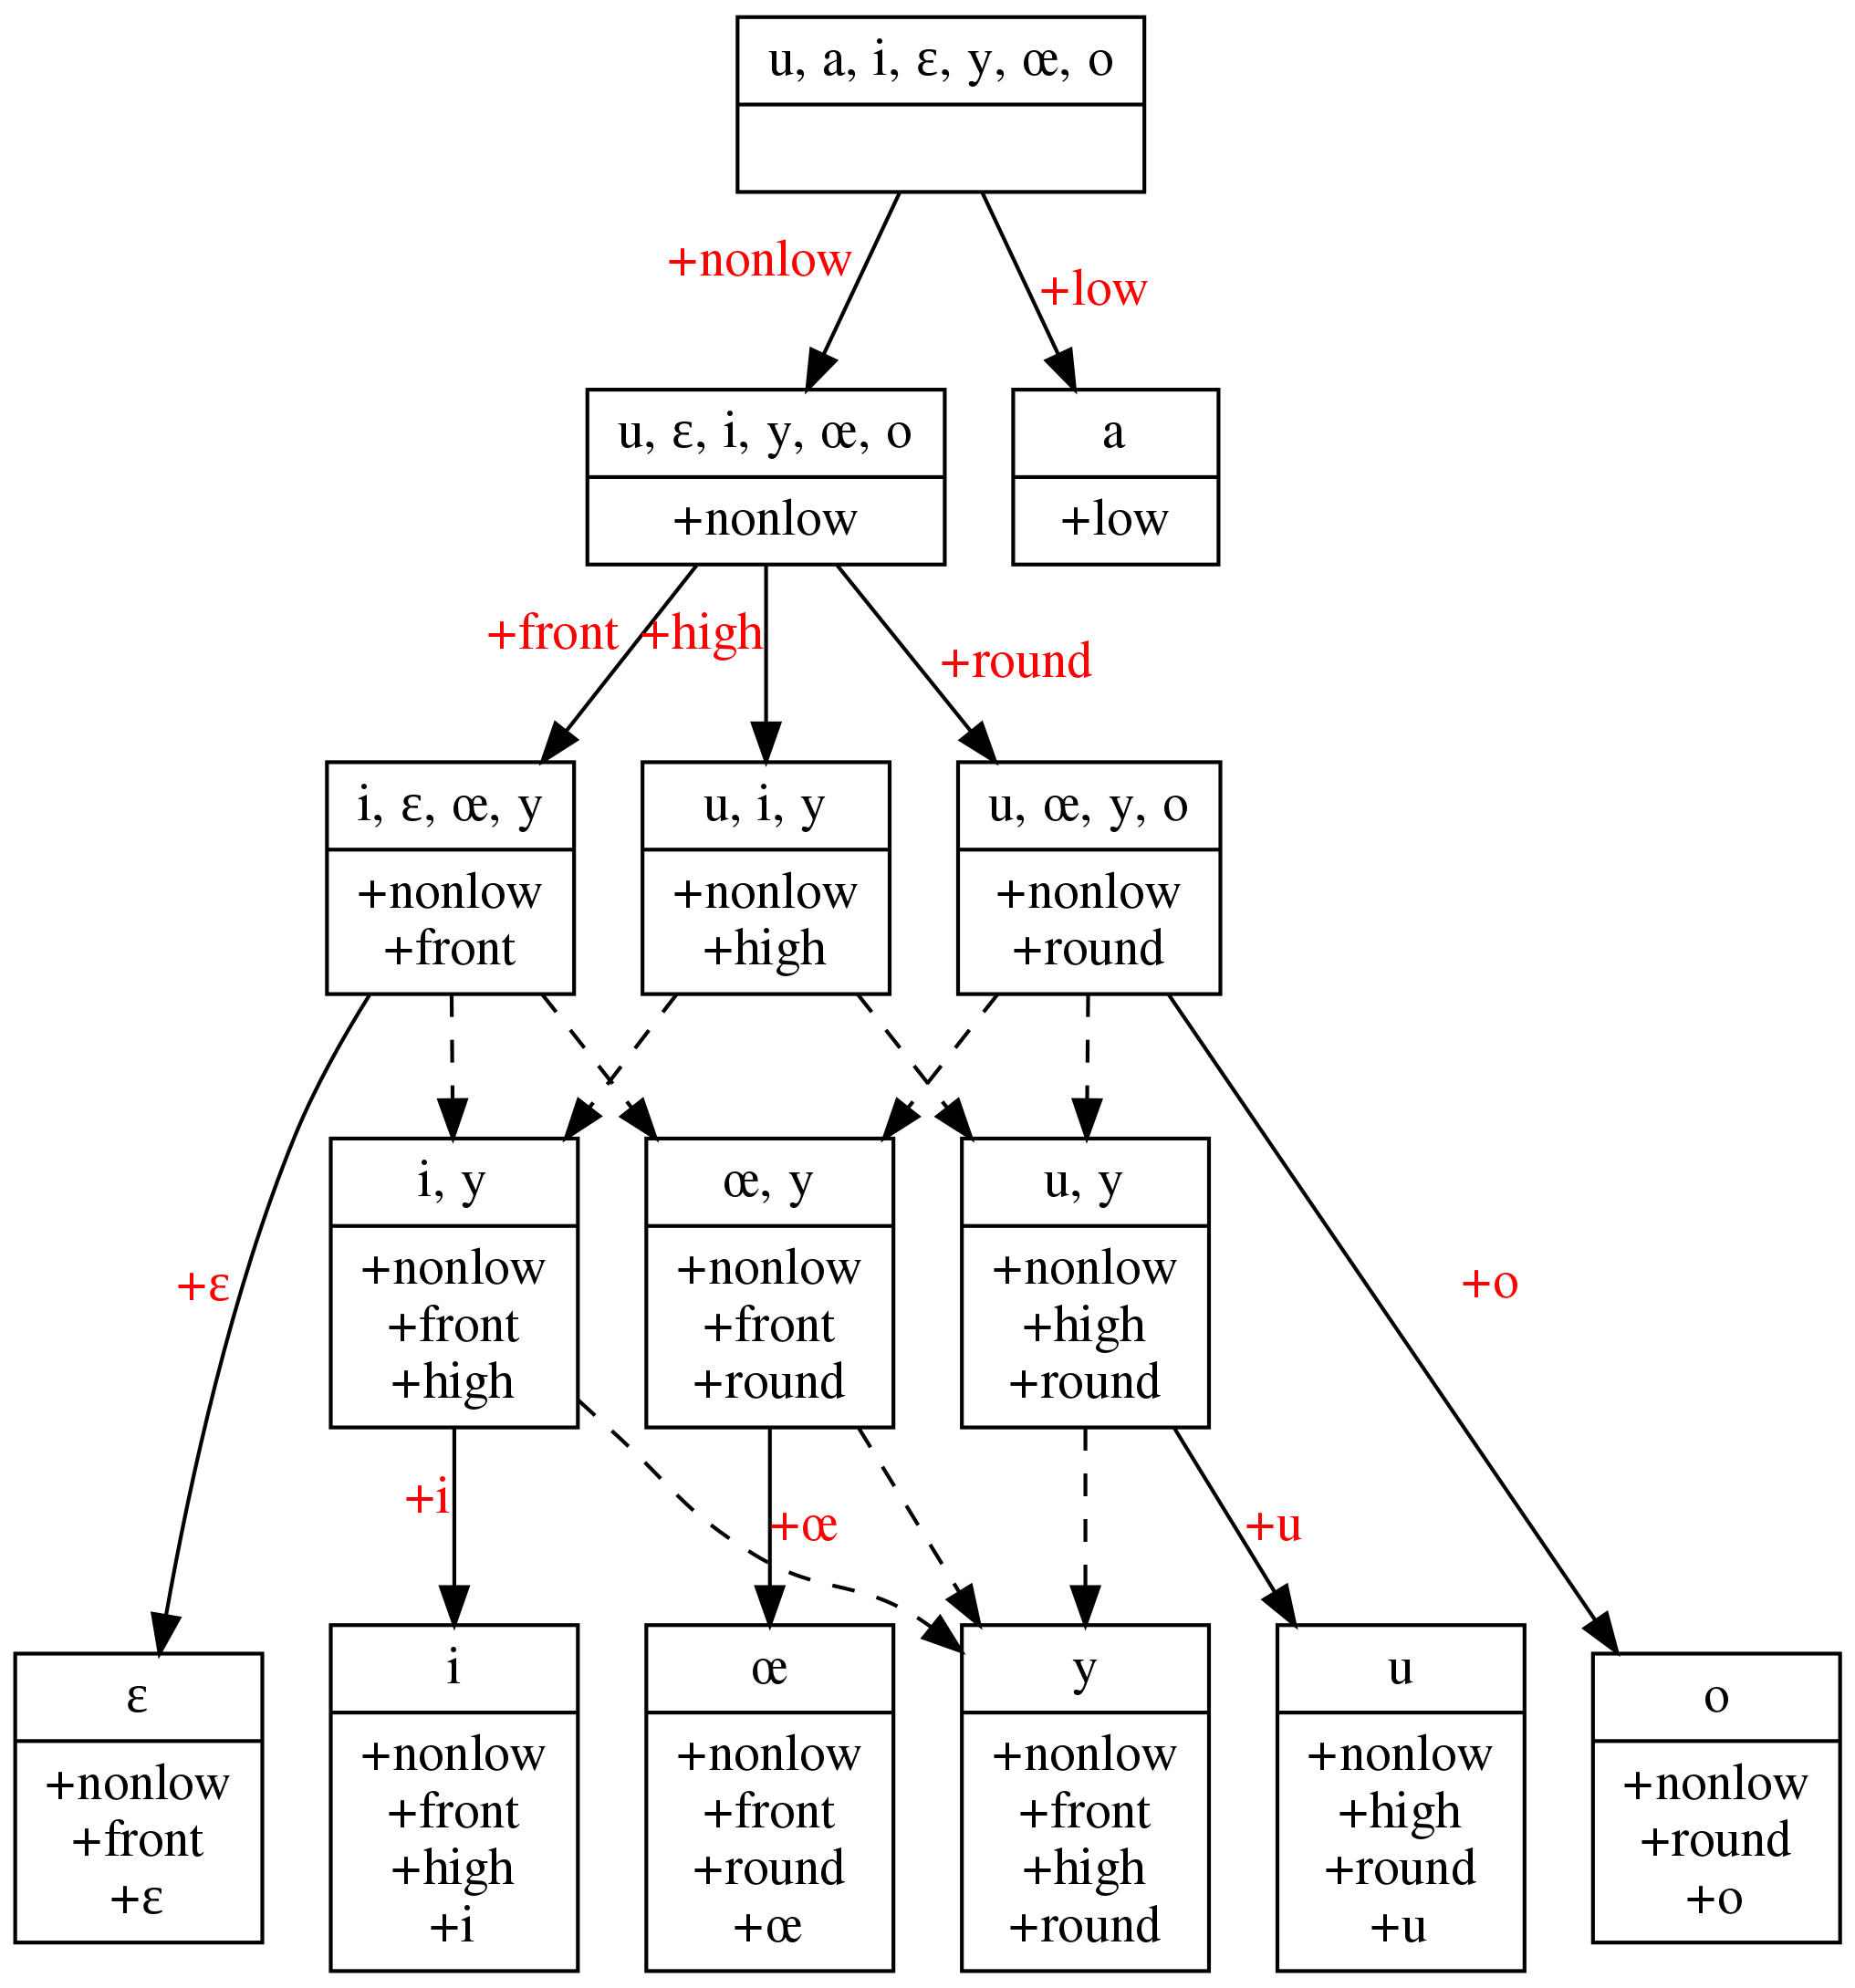 u, a, i, ɛ, y, œ, o
+nonlow
+low
u, ɛ, i, y, œ, o
+nonlow
a
+low
+front
+high
+round
i, ɛ, œ, y
+nonlow
+front
u, i, y
+nonlow
+high
u, œ, y, o
+nonlow
+round
i, y
+nonlow
+front
+high
œ, y
+nonlow
+front
+round
u, y
+nonlow
+high
+round
+ɛ
+o
+i
+œ
+u
ɛ
+nonlow
+front
+ɛ
i
+nonlow
+front
+high
+i
œ
+nonlow
+front
+round
+œ
y
+nonlow
+front
+high
+round
u
+nonlow
+high
+round
+u
o
+nonlow
+round
+o